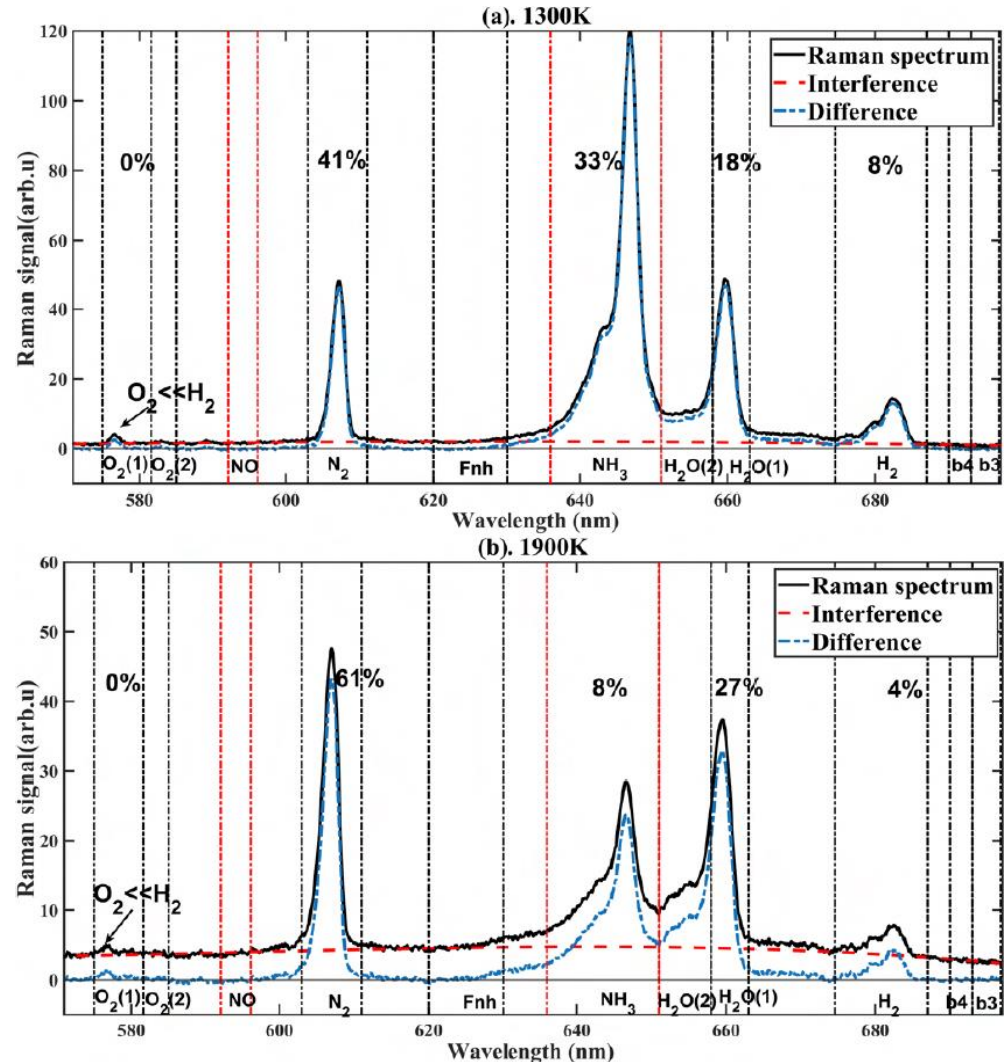 (a). 1300K
120
100
80
60
40
20
0
Raman signal(arb.u)
Raman spectrum
Interference
Difference
0%
41%
33%
18%
8%
O₂<<H₂
O₂(1)
O₂(2)
NO
N₂
Fnh
NH₃
H₂O(2)
H₂O(1)
H₂
b4
b3
580
600
620
640
660
680
Wavelength (nm)
(b). 1900K
60
50
40
30
20
10
0
Raman signal(arb.u)
Raman spectrum
Interference
Difference
0%
61%
8%
27%
4%
O₂<<H₂
O₂(1)
O₂(2)
NO
N₂
Fnh
NH₃
H₂O(2)
H₂O(1)
H₂
b4
b3
580
600
620
640
660
680
Wavelength (nm)